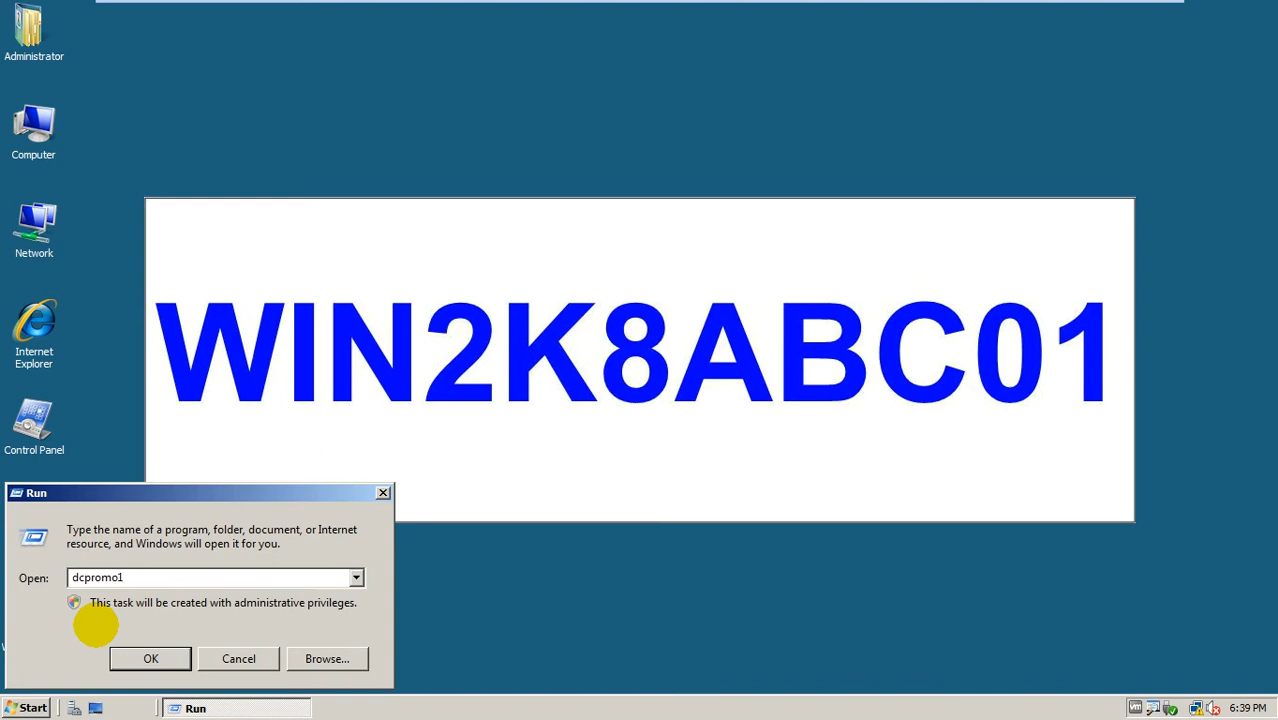 Administrator
Computer
Network
Internet
Explorer
Control Panel
WIN2K8ABC01
Run
Type the name of a program, folder, document, or Internet
resource, and Windows will open it for you.
Open: dcpromo1
This task will be created with administrative privileges.
OK Cancel Browse...
Start Run vm 6:39 PM